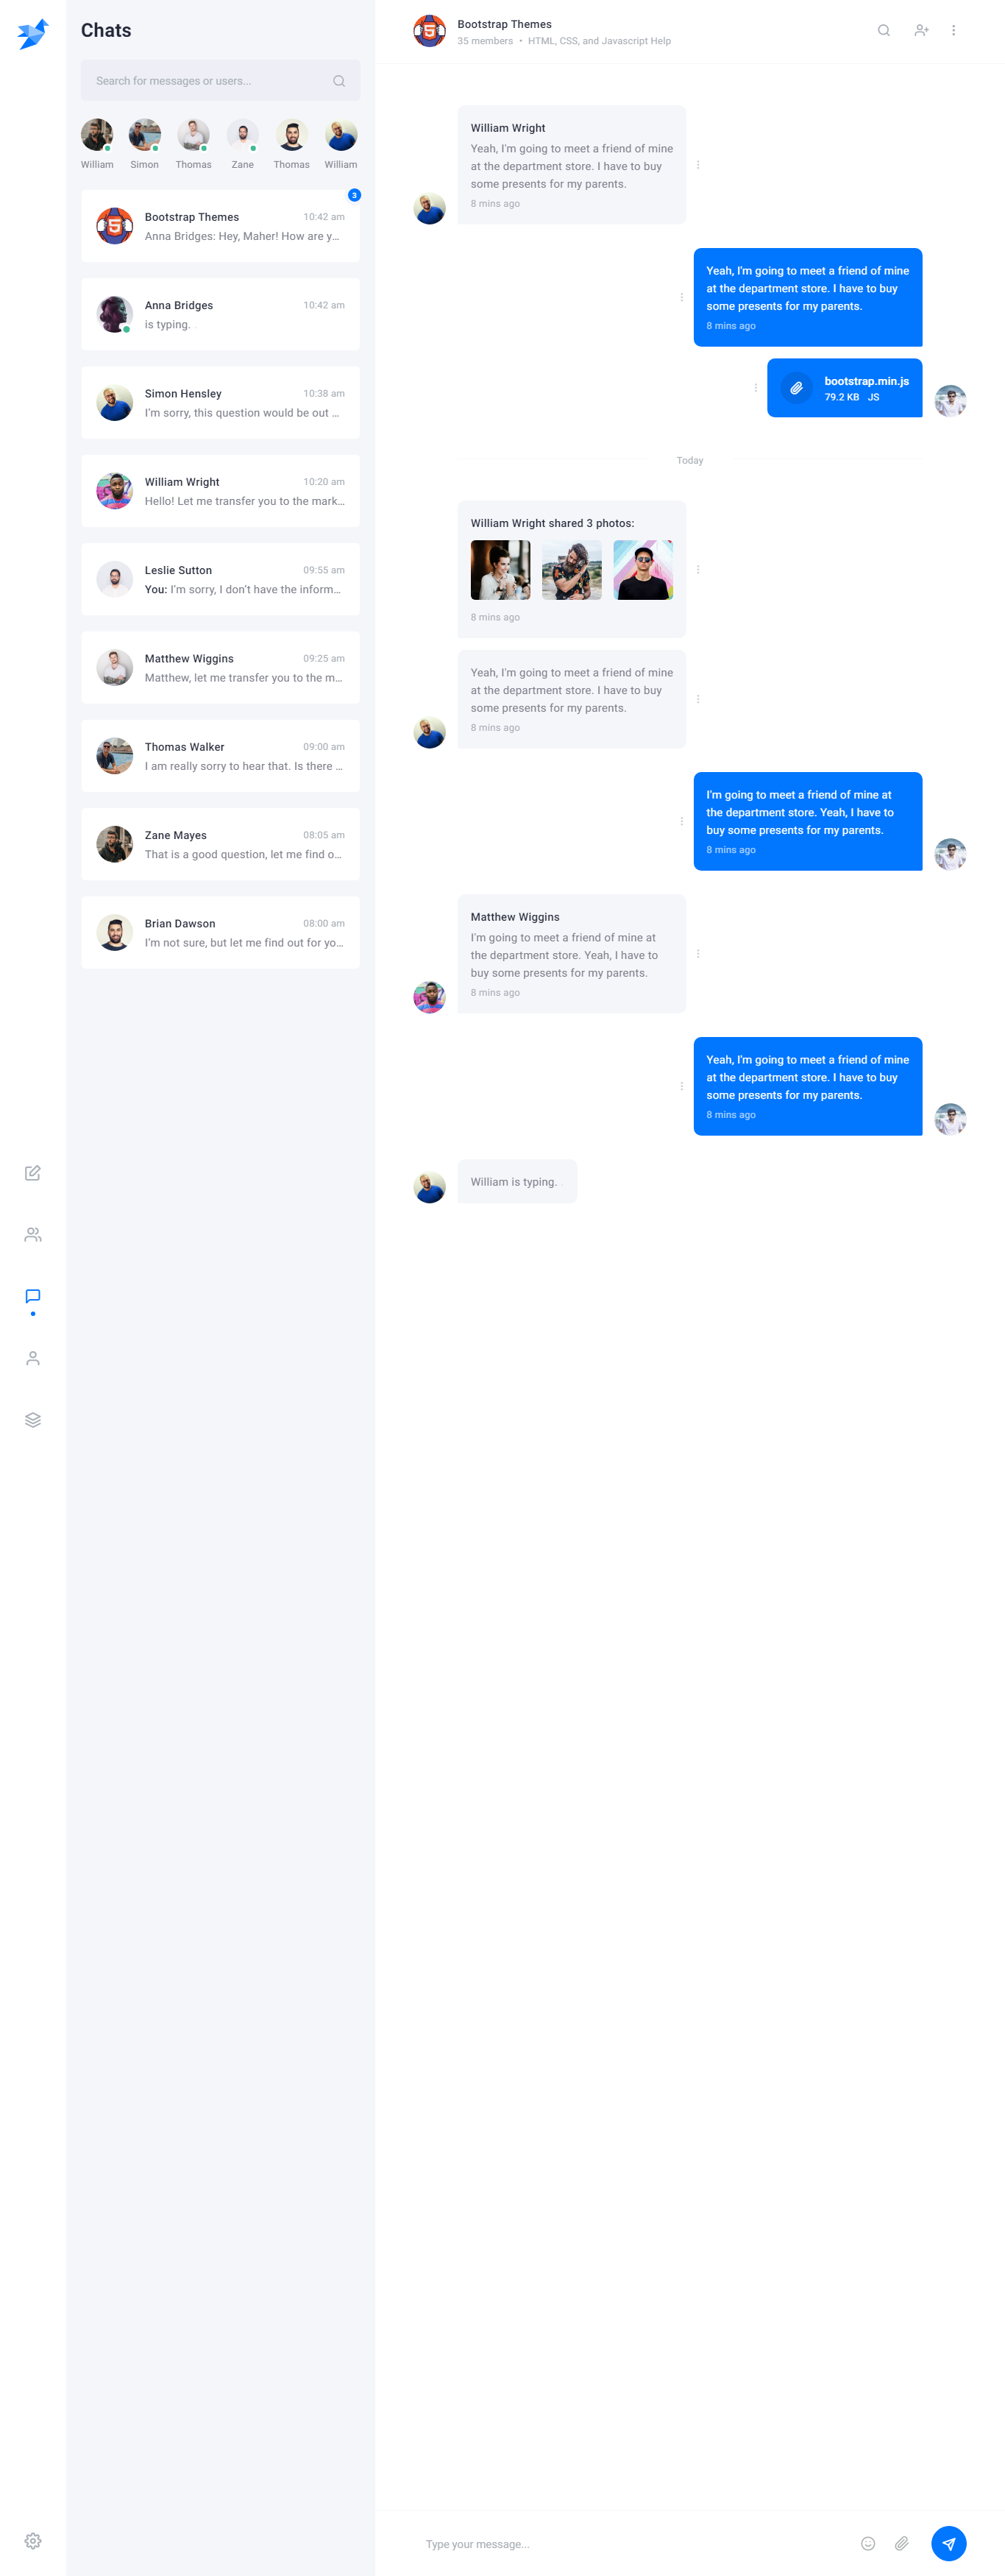 Chats
Search for messages or users...
William Simon Thomas Zane Thomas William
3
Bootstrap Themes 10:42 am
Anna Bridges: Hey, Maher! How are y...
Anna Bridges 10:42 am
is typing.
Simon Hensley 10:38 am
I'm sorry, this question would be out ...
William Wright 10:20 am
Hello! Let me transfer you to the mark...
Leslie Sutton 09:55 am
You: I'm sorry, I don't have the inform...
Matthew Wiggins 09:25 am
Matthew, let me transfer you to the m...
Thomas Walker 09:00 am
I am really sorry to hear that. Is there ...
Zane Mayes 08:05 am
That is a good question, let me find o...
Brian Dawson 08:00 am
I'm not sure, but let me find out for yo...
Bootstrap Themes
35 members • HTML, CSS, and Javascript Help
William Wright
Yeah, I'm going to meet a friend of mine
at the department store. I have to buy
some presents for my parents.
8 mins ago
Yeah, I'm going to meet a friend of mine
at the department store. I have to buy
some presents for my parents.
8 mins ago
bootstrap.min.js
79.2 KB JS
Today
William Wright shared 3 photos:
8 mins ago
Yeah, I'm going to meet a friend of mine
at the department store. I have to buy
some presents for my parents.
8 mins ago
I'm going to meet a friend of mine at
the department store. Yeah, I have to
buy some presents for my parents.
8 mins ago
Matthew Wiggins
I'm going to meet a friend of mine at
the department store. Yeah, I have to
buy some presents for my parents.
8 mins ago
Yeah, I'm going to meet a friend of mine
at the department store. I have to buy
some presents for my parents.
8 mins ago
William is typing.
Type your message...